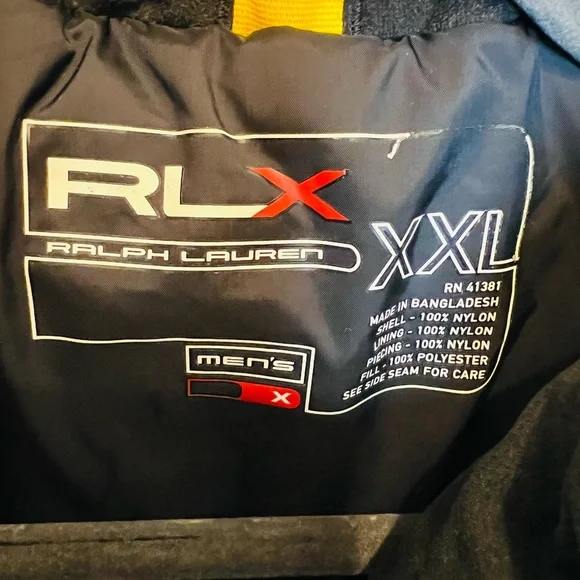 RLX
RALPH LAUREN
XXL
RN 41381
MADE IN BANGLADESH
SHELL - 100% NYLON
LINING - 100% NYLON
PIECING - 100% NYLON
FILL - 100% POLYESTER
SEE SIDE SEAM FOR CARE
MEN'S
X